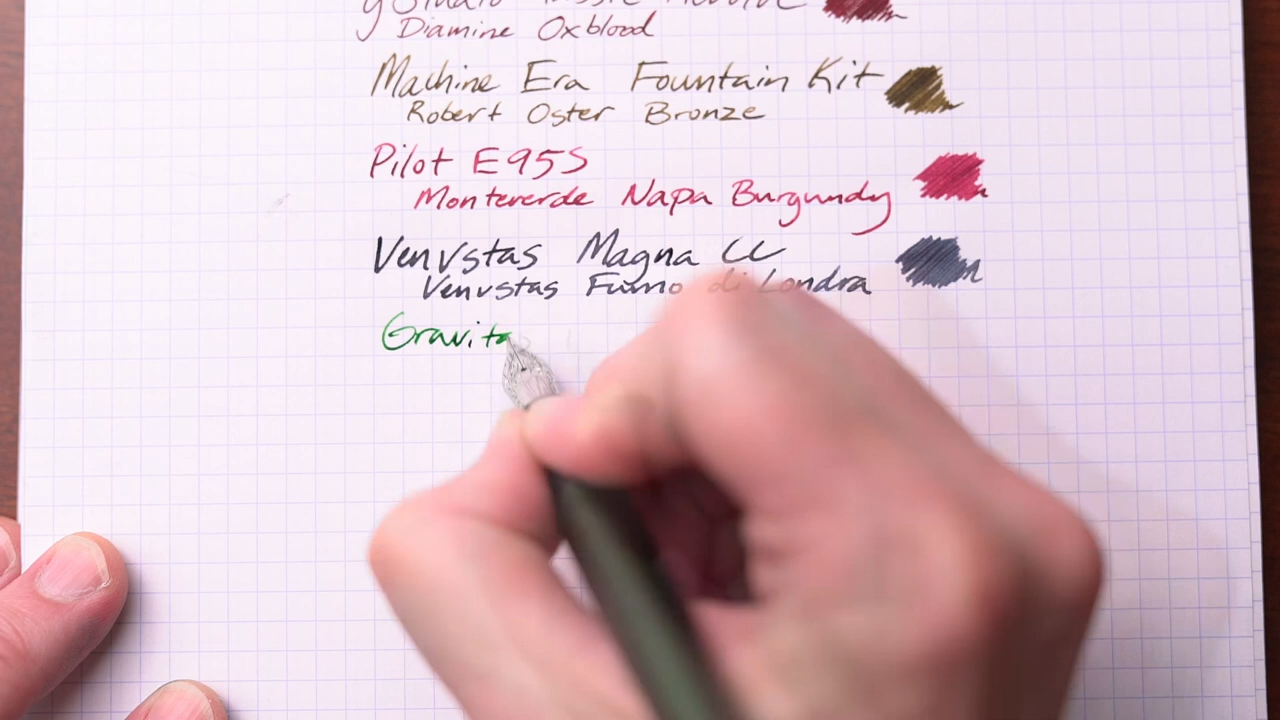 Diamine Oxblood
Machine Era Fountain Kit
Robert Oster Bronze
Pilot E95S
Monteverde Napa Burgundy
Venvstas Magna CC
Venvstas Fumo di Londra
Gravita